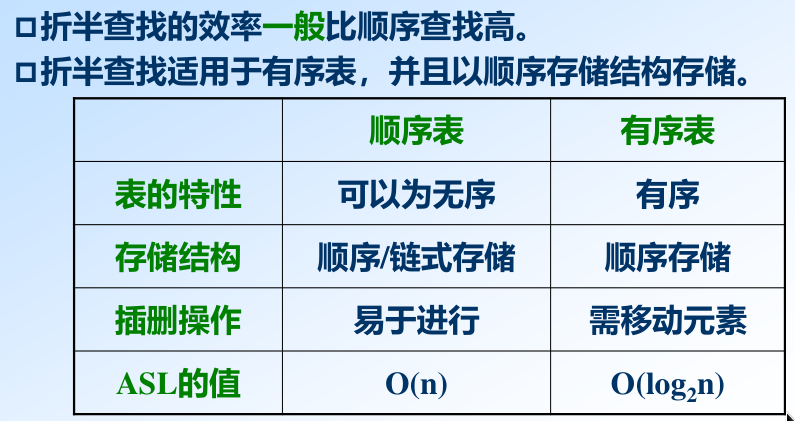 折半查找的效率一般比顺序查找高。
折半查找适用于有序表，并且以顺序存储结构存储。
顺序表 有序表
表的特性 可以为无序 有序
存储结构 顺序/链式存储 顺序存储
插删操作 易于进行 需移动元素
ASL的值 O(n) O(log₂n)